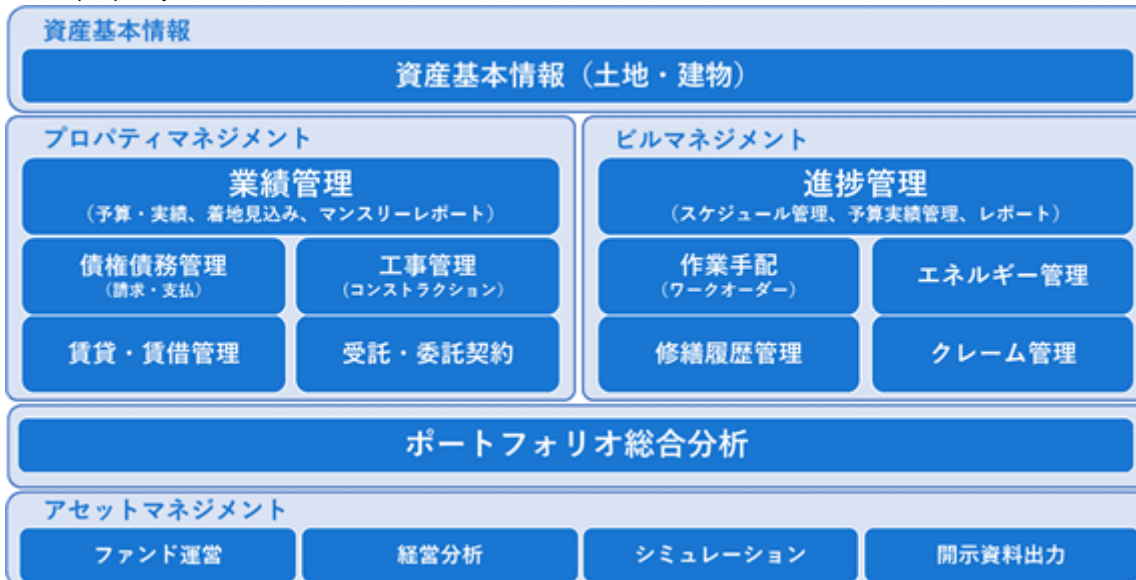 資産基本情報
資産基本情報（土地・建物）
プロパティマネジメント
業績管理
（予算・実績、着地見込み、マンスリーレポート）
債権債務管理
（請求・支払）
工事管理
（コンストラクション）
賃貸・賃借管理
受託・委託契約
ビルマネジメント
進捗管理
（スケジュール管理、予算実績管理、レポート）
作業手配
（ワークオーダー）
エネルギー管理
修繕履歴管理
クレーム管理
ポートフォリオ総合分析
アセットマネジメント
ファンド運営
経営分析
シミュレーション
開示資料出力